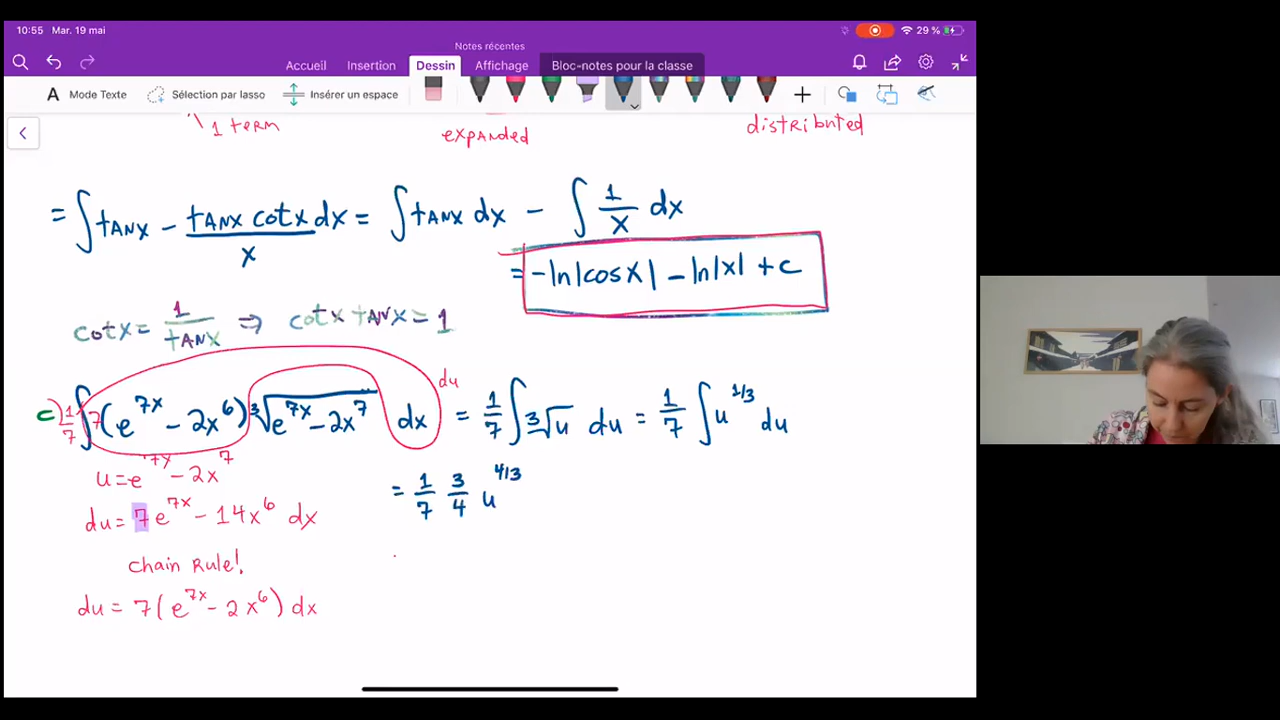 10:55 Mar. 19 mai 29 %
Notes récentes
Accueil Insertion Dessin Affichage Bloc-notes pour la classe
A Mode Texte Sélection par lasso Insérer un espace
1 term
expanded
distributed
= ∫ tanx - (tanx cotx)/x dx = ∫ tanx dx - ∫ 1/x dx
= -ln|cosx| - ln|x| + c
cotx = 1/tanx ⇒ cotx tanx = 1
c) 1/7 ∫ 7(e^{7x} - 2x^6) ∛(e^{7x} - 2x^7) dx du = 1/7 ∫ ∛u du = 1/7 ∫ u^{1/3} du
u = e^{7x} - 2x^7
= 1/7 3/4 u^{4/3}
du = 7e^{7x} - 14x^6 dx
Chain Rule!
du = 7(e^{7x} - 2x^6) dx